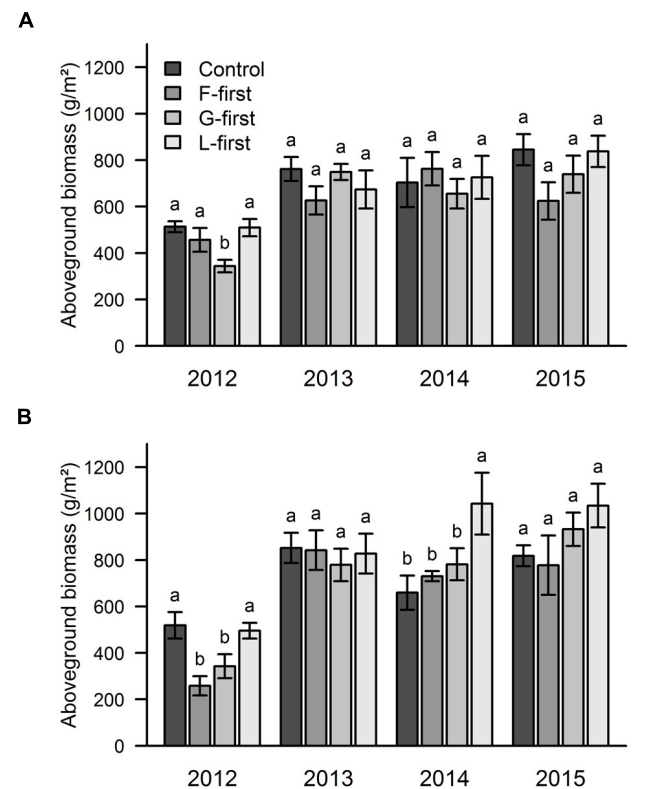 A
Aboveground biomass (g/m²)
1200
1000
800
600
400
200
0
Control
F-first
G-first
L-first
a a b a
a a a a
a a a a
a a a a
2012 2013 2014 2015
B
Aboveground biomass (g/m²)
1200
1000
800
600
400
200
0
a b b a
a a a a
b b b a
a a a a
2012 2013 2014 2015